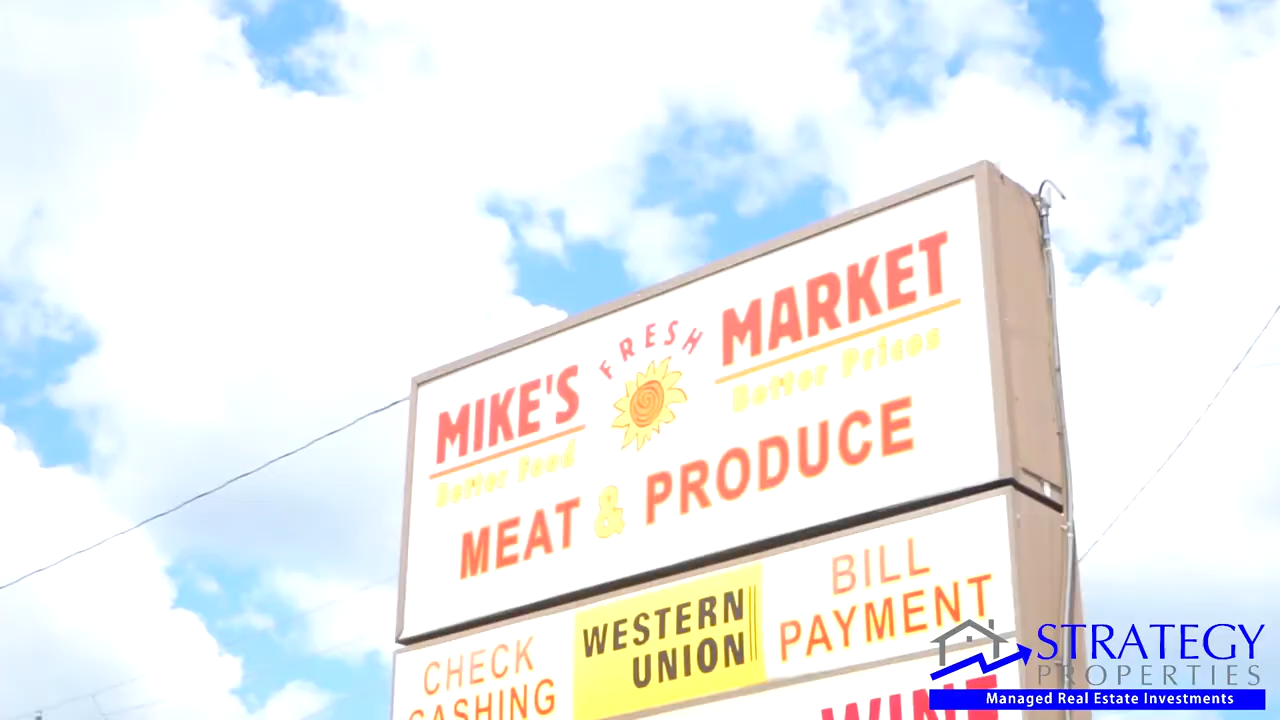 MIKE'S FRESH MARKET
Better Food Better Prices
MEAT & PRODUCE
CHECK CASHING
WESTERN UNION
BILL PAYMENT
WINE
STRATEGY
PROPERTIES
Managed Real Estate Investments